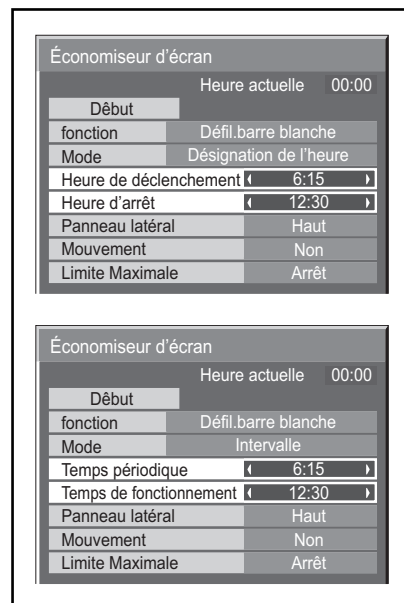 Économiseur d'écran
Heure actuelle 00:00
Dêbut
fonction Défil.barre blanche
Mode Désignation de l'heure
Heure de déclenchement 6:15
Heure d'arrêt 12:30
Panneau latéral Haut
Mouvement Non
Limite Maximale Arrêt
Économiseur d'écran
Heure actuelle 00:00
Dêbut
fonction Défil.barre blanche
Mode Intervalle
Temps périodique 6:15
Temps de fonctionnement 12:30
Panneau latéral Haut
Mouvement Non
Limite Maximale Arrêt